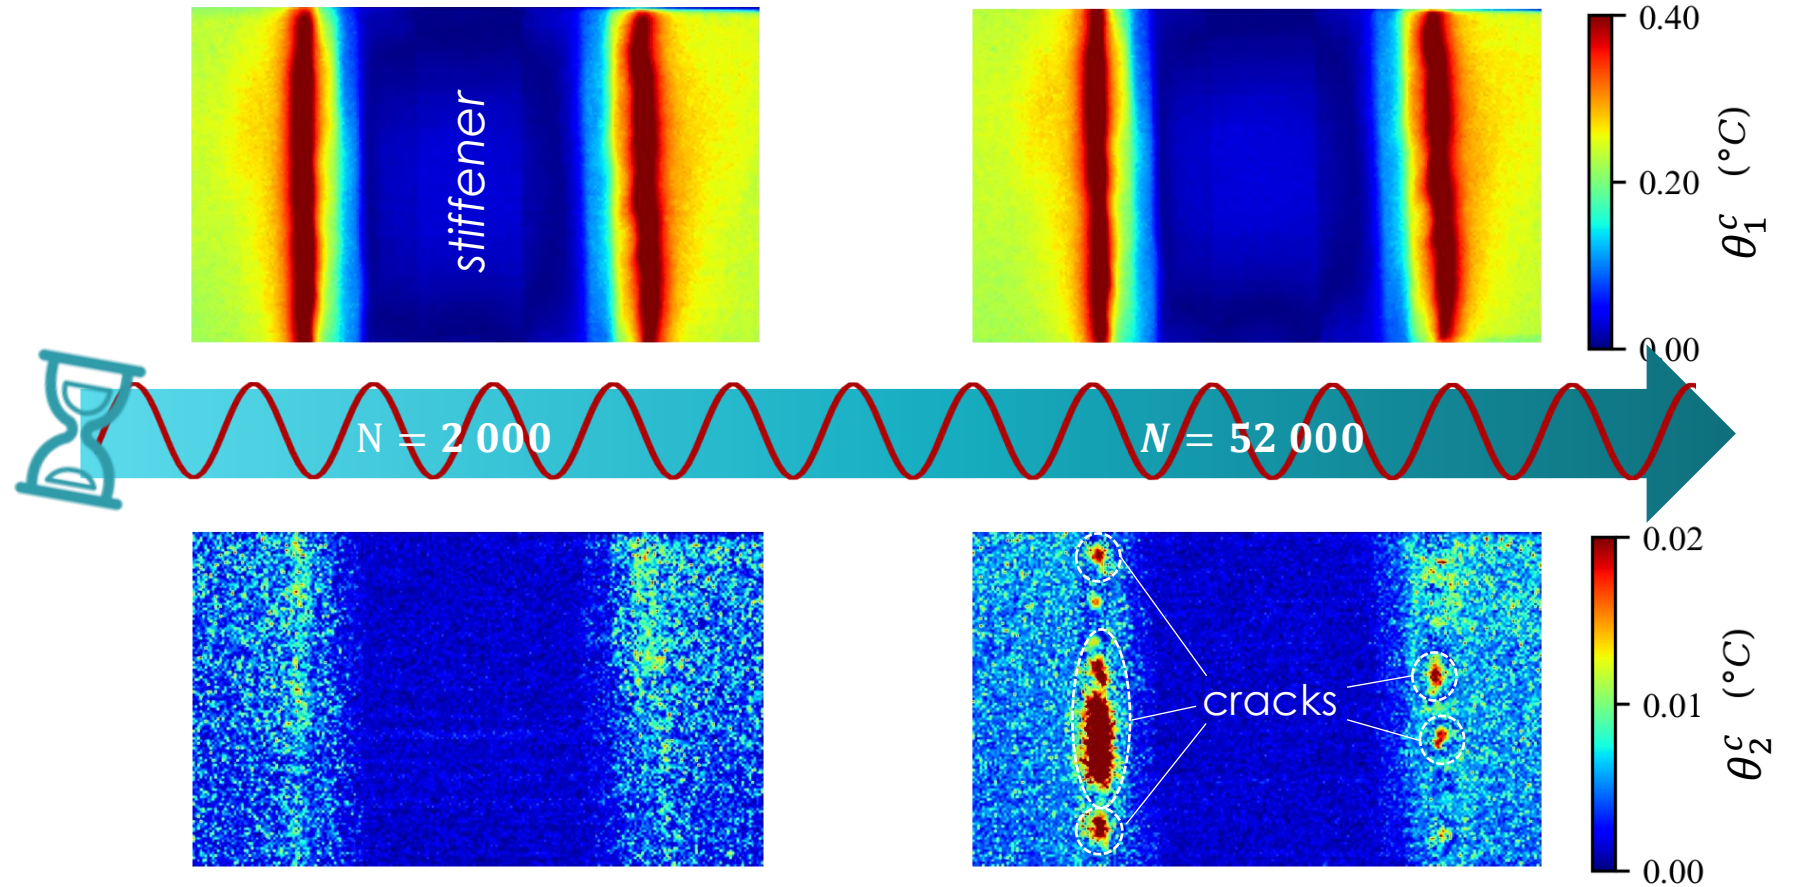 stiffener
0.40
0.20
0.00
θ₁ᶜ (°C)
N = 2 000
N = 52 000
cracks
0.02
0.01
0.00
θ₂ᶜ (°C)